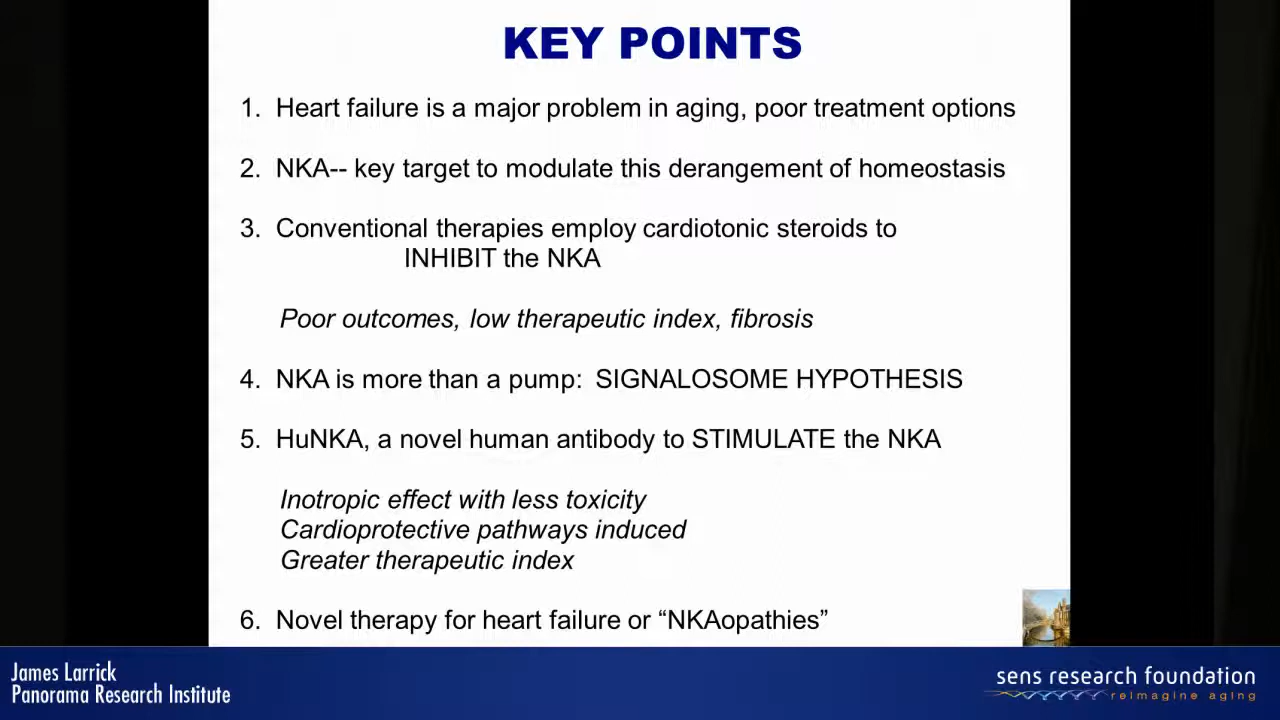 KEY POINTS
1. Heart failure is a major problem in aging, poor treatment options
2. NKA-- key target to modulate this derangement of homeostasis
3. Conventional therapies employ cardiotonic steroids to
INHIBIT the NKA
Poor outcomes, low therapeutic index, fibrosis
4. NKA is more than a pump: SIGNALOSOME HYPOTHESIS
5. HuNKA, a novel human antibody to STIMULATE the NKA
Inotropic effect with less toxicity
Cardioprotective pathways induced
Greater therapeutic index
6. Novel therapy for heart failure or “NKAopathies”
James Larrick
Panorama Research Institute
sens research foundation
reimagine aging